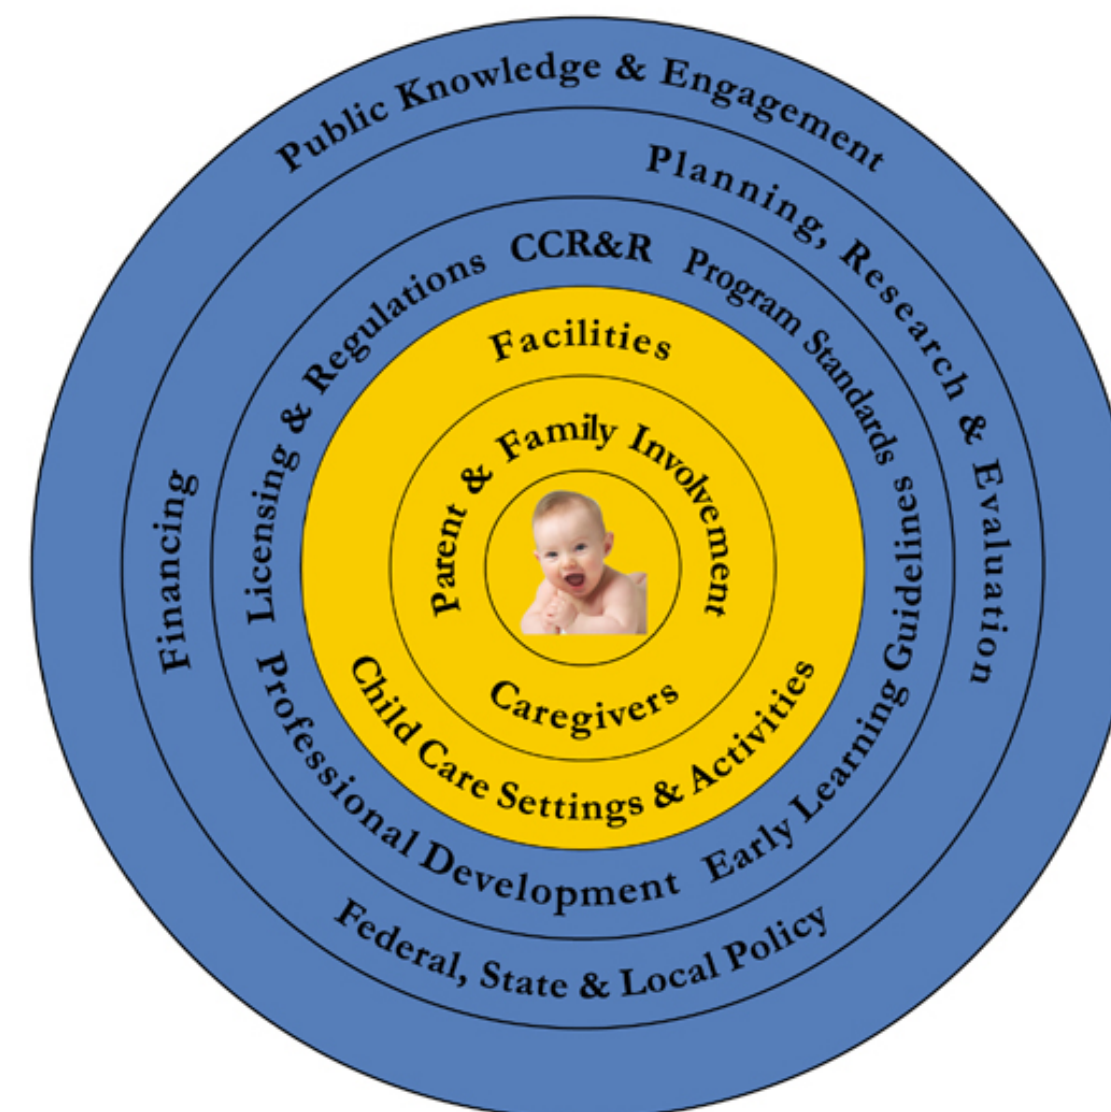 Public Knowledge & Engagement
Planning, Research & Evaluation
Financing
Federal, State & Local Policy
CCR&R
Program Standards
Licensing & Regulations
Early Learning Guidelines
Professional Development
Facilities
Child Care Settings & Activities
Parent & Family Involvement
Caregivers